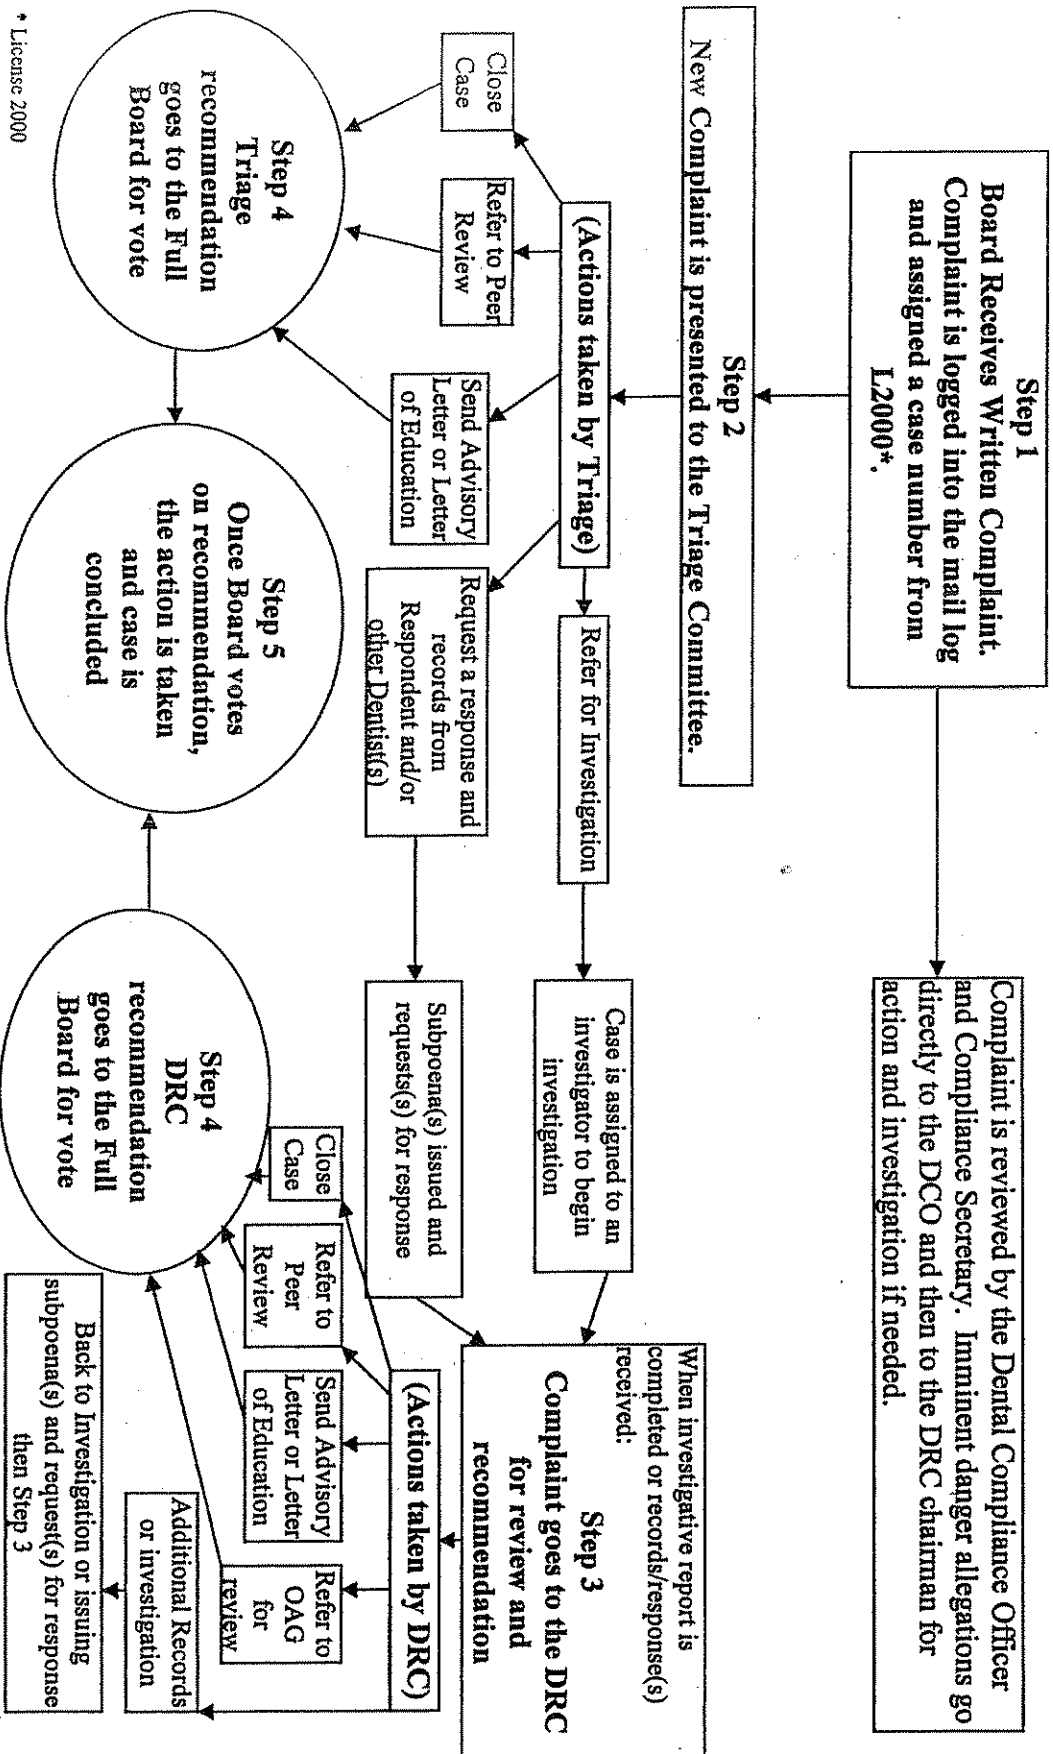 Step 1
Board Receives Written Complaint.
Complaint is logged into the mail log
and assigned a case number from
L2000*.
Complaint is reviewed by the Dental Compliance Officer
and Compliance Secretary. Imminent danger allegations go
directly to the DCO and then to the DRC chairman for
action and investigation if needed.
Step 2
New Complaint is presented to the Triage Committee.
(Actions taken by Triage)
Close
Case
Refer to Peer
Review
Send Advisory
Letter or Letter
of Education
Request a response and
records from
Respondent and/or
other Dentist(s)
Refer for Investigation
Case is assigned to an
investigator to begin
investigation
Subpoena(s) issued and
requests(s) for response
When investigative report is
completed or records/response(s)
received:
Step 3
Complaint goes to the DRC
for review and
recommendation
(Actions taken by DRC)
Close
Case
Refer to
Peer
Review
Send Advisory
Letter or Letter
of Education
Refer to
OAG
for
review
Additional Records
or investigation
Back to Investigation or issuing
subpoena(s) and request(s) for response
then Step 3
Step 4
Triage
recommendation
goes to the Full
Board for vote
Step 5
Once Board votes
on recommendation,
the action is taken
and case is
concluded
Step 4
DRC
recommendation
goes to the Full
Board for vote
* License 2000